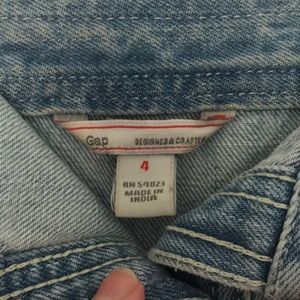 Gap DESIGNED & CRAFTED
4
RN 54023
MADE IN
INDIA